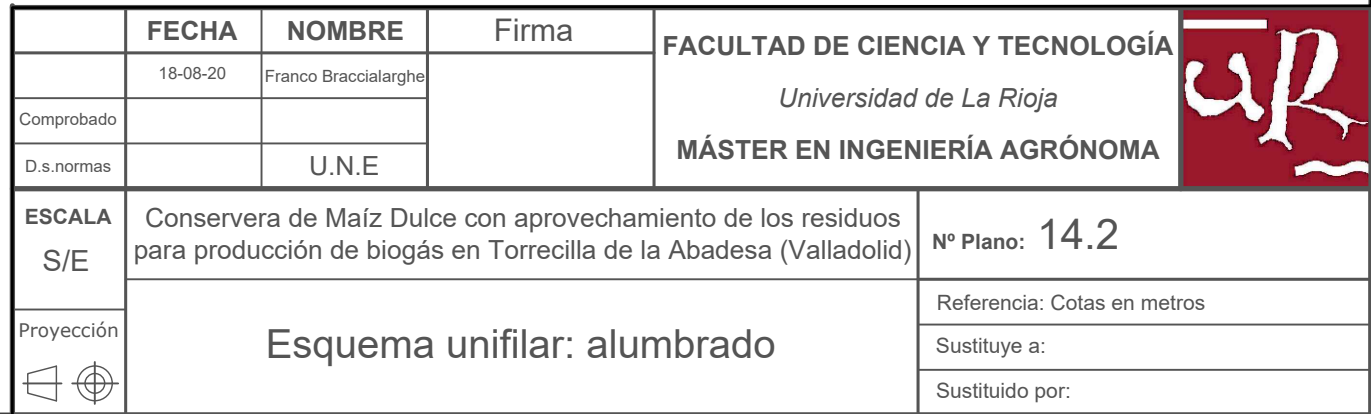 FECHA NOMBRE Firma
18-08-20 Franco Braccialarghe
Comprobado
D.s.normas U.N.E
FACULTAD DE CIENCIA Y TECNOLOGÍA
Universidad de La Rioja
MÁSTER EN INGENIERÍA AGRÓNOMA
UR
ESCALA
S/E
Conservera de Maíz Dulce con aprovechamiento de los residuos
para producción de biogás en Torrecilla de la Abadesa (Valladolid)
Nº Plano: 14.2
Proyección
Esquema unifilar: alumbrado
Referencia: Cotas en metros
Sustituye a:
Sustituido por: